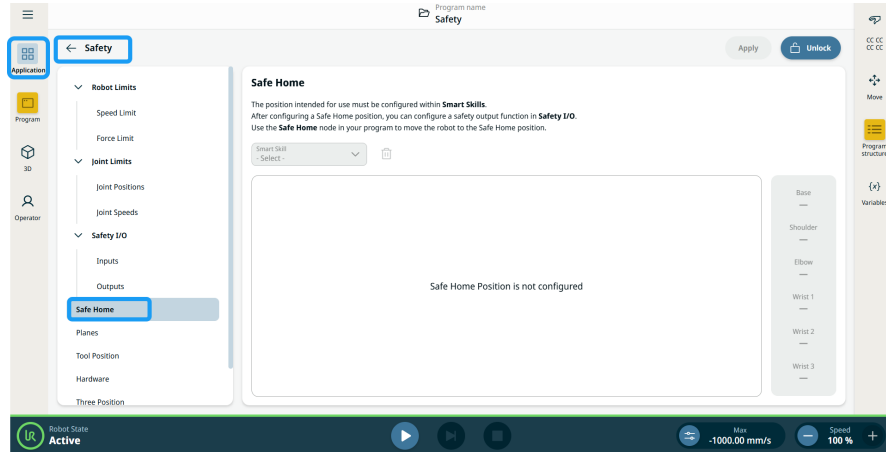 Program name
Safety
Application
Program
3D
Operator
Safety
Apply
Unlock
Robot Limits
Speed Limit
Force Limit
Joint Limits
Joint Positions
Joint Speeds
Safety I/O
Inputs
Outputs
Safe Home
Planes
Tool Position
Hardware
Three Position
Safe Home
The position intended for use must be configured within Smart Skills.
After configuring a Safe Home position, you can configure a safety output function in Safety I/O.
Use the Safe Home node in your program to move the robot to the Safe Home position.
Smart Skill
- Select -
Safe Home Position is not configured
Base
—
Shoulder
—
Elbow
—
Wrist 1
—
Wrist 2
—
Wrist 3
—
CC CC
CC CC
Move
Program
structure
{x}
Variables
UR
Robot State
Active
Max
-1000.00 mm/s
Speed
100 %